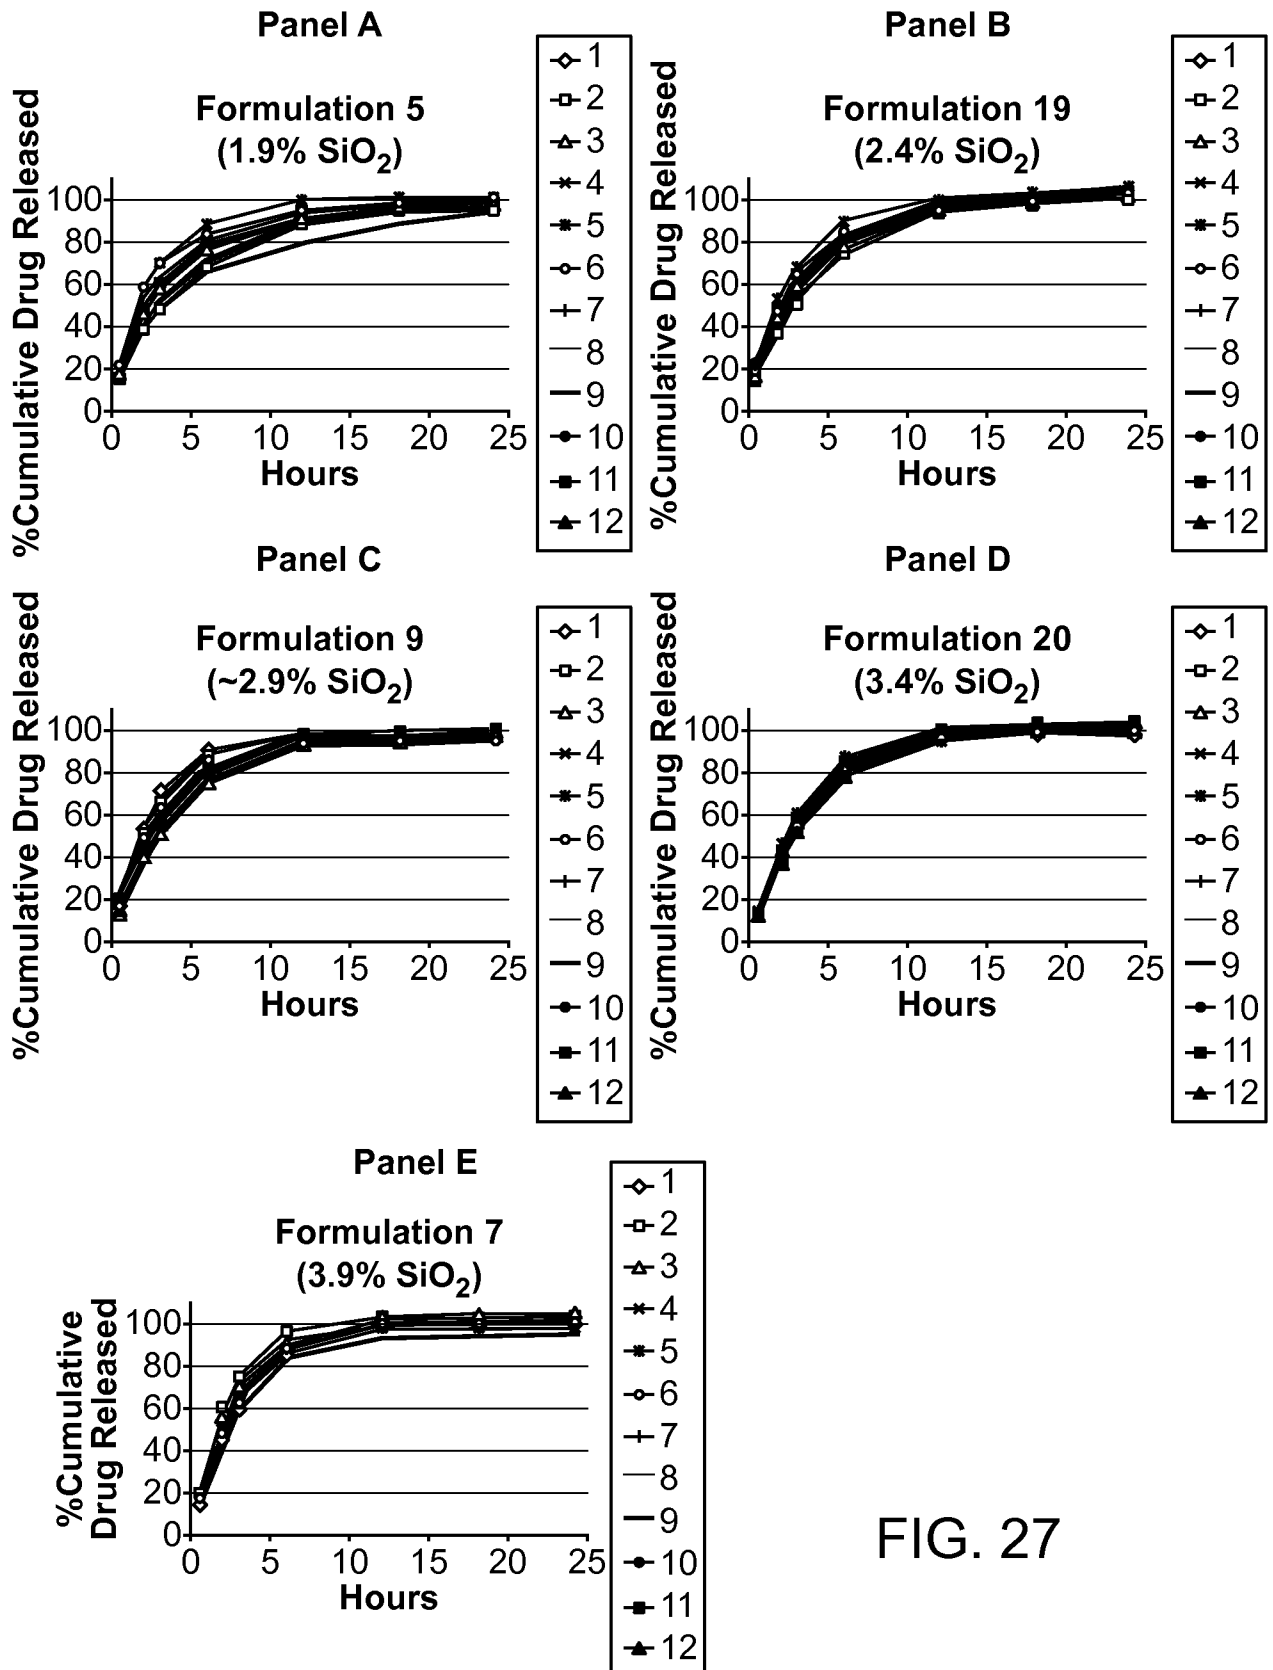 Panel A
Formulation 5
(1.9% SiO2)
%Cumulative Drug Released
100
80
60
40
20
0
0 5 10 15 20 25
Hours
1
2
3
4
5
6
7
8
9
10
11
12
Panel B
Formulation 19
(2.4% SiO2)
%Cumulative Drug Released
100
80
60
40
20
0
0 5 10 15 20 25
Hours
1
2
3
4
5
6
7
8
9
10
11
12
Panel C
Formulation 9
(~2.9% SiO2)
%Cumulative Drug Released
100
80
60
40
20
0
0 5 10 15 20 25
Hours
1
2
3
4
5
6
7
8
9
10
11
12
Panel D
Formulation 20
(3.4% SiO2)
%Cumulative Drug Released
100
80
60
40
20
0
0 5 10 15 20 25
Hours
1
2
3
4
5
6
7
8
9
10
11
12
Panel E
Formulation 7
(3.9% SiO2)
%Cumulative
Drug Released
100
80
60
40
20
0
0 5 10 15 20 25
Hours
1
2
3
4
5
6
7
8
9
10
11
12
FIG. 27